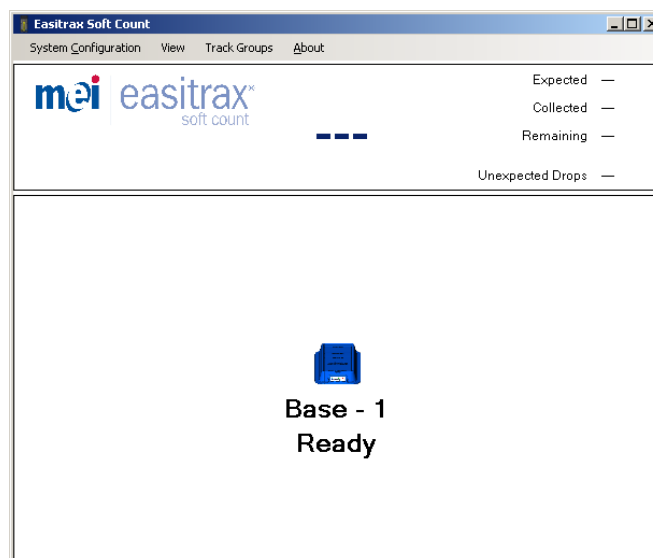 Easitrax Soft Count
System Configuration View Track Groups About
mei easitrax
soft count
Expected —
Collected —
Remaining —
Unexpected Drops —
---
Base - 1
Ready